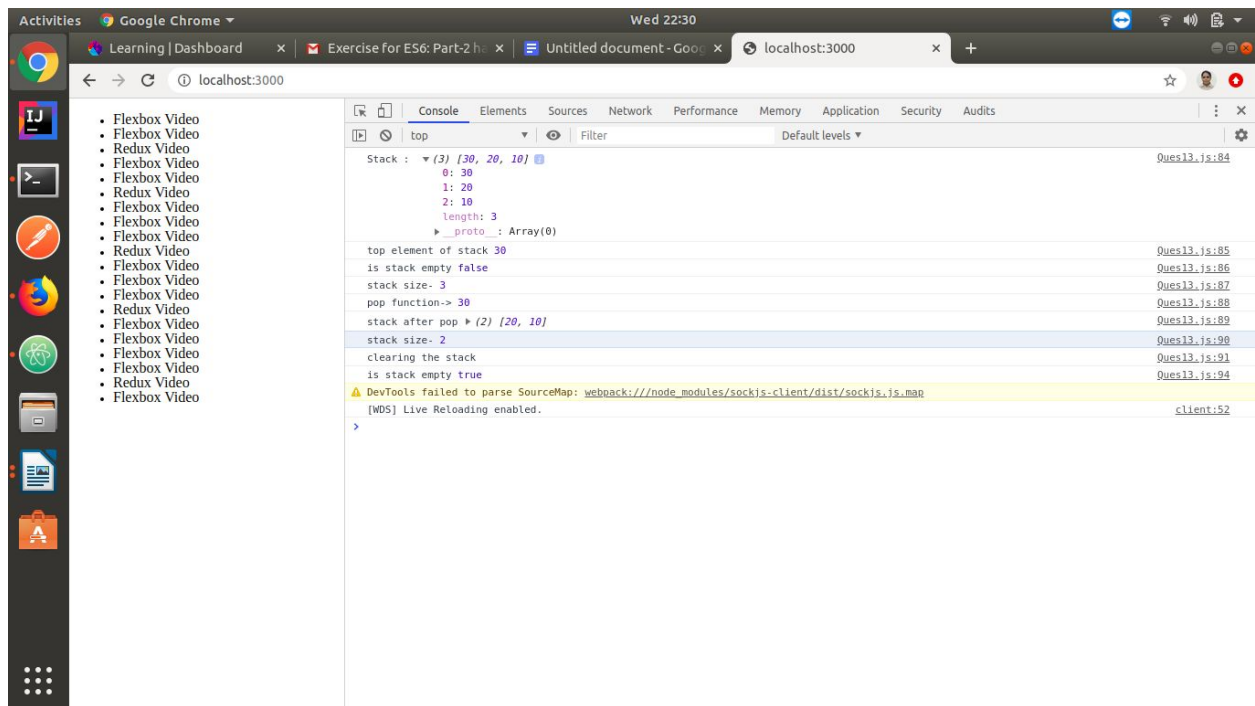 Activities Google Chrome ▾ Wed 22:30
Learning | Dashboard × Exercise for ES6: Part-2 ha × Untitled document - Goog × localhost:3000 × +
localhost:3000
Flexbox Video
Flexbox Video
Redux Video
Flexbox Video
Flexbox Video
Redux Video
Flexbox Video
Flexbox Video
Flexbox Video
Redux Video
Flexbox Video
Flexbox Video
Flexbox Video
Redux Video
Flexbox Video
Flexbox Video
Flexbox Video
Flexbox Video
Redux Video
Flexbox Video
Console Elements Sources Network Performance Memory Application Security Audits
top ▾ Filter Default levels ▾
Stack : ▾ (3) [30, 20, 10] Ques13.js:84
0: 30
1: 20
2: 10
length: 3
▸ __proto__: Array(0)
top element of stack 30 Ques13.js:85
is stack empty false Ques13.js:86
stack size- 3 Ques13.js:87
pop function-> 30 Ques13.js:88
stack after pop ▸ (2) [20, 10] Ques13.js:89
stack size- 2 Ques13.js:90
clearing the stack Ques13.js:91
is stack empty true Ques13.js:94
DevTools failed to parse SourceMap: webpack:///node_modules/sockjs-client/dist/sockjs.js.map
[WDS] Live Reloading enabled. client:52